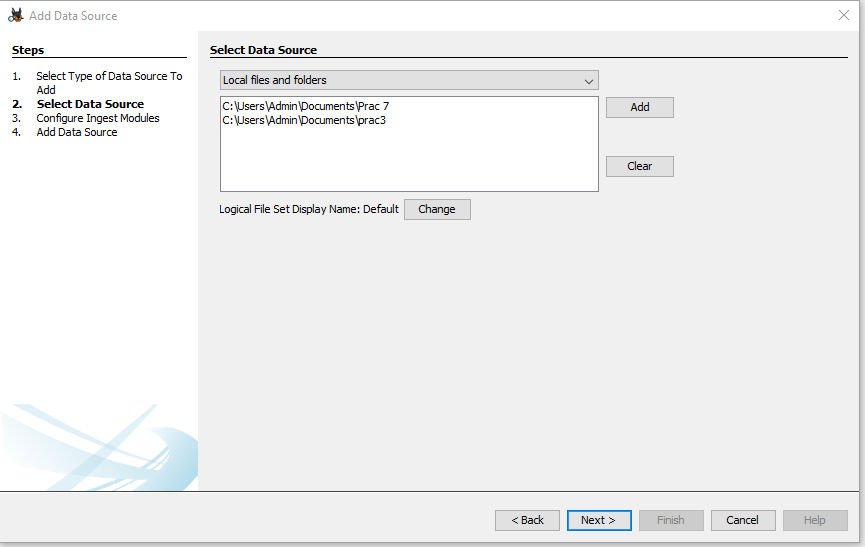 Add Data Source
Steps
1. Select Type of Data Source To
Add
2. Select Data Source
3. Configure Ingest Modules
4. Add Data Source
Select Data Source
Local files and folders
C:\Users\Admin\Documents\Prac 7
C:\Users\Admin\Documents\prac3
Add
Clear
Logical File Set Display Name: Default
Change
< Back
Next >
Finish
Cancel
Help